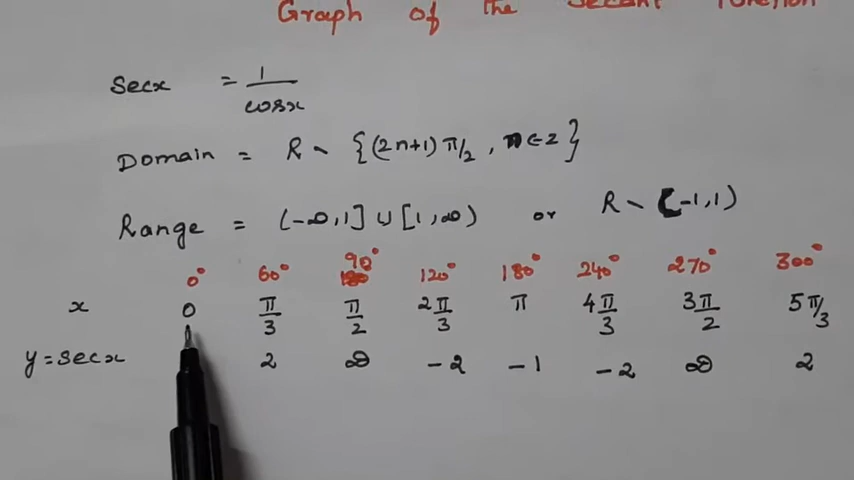 Graph of the Secant function
Secx = 1/cosx
Domain = R - {(2n+1) π/2, n∈Z}
Range = (-∞,1] ∪ [1,∞) or R - (-1,1)
0° 60° 90° 120° 180° 240° 270° 300°
x 0 π/3 π/2 2π/3 π 4π/3 3π/2 5π/3
y=secx 2 ∞ -2 -1 -2 ∞ 2